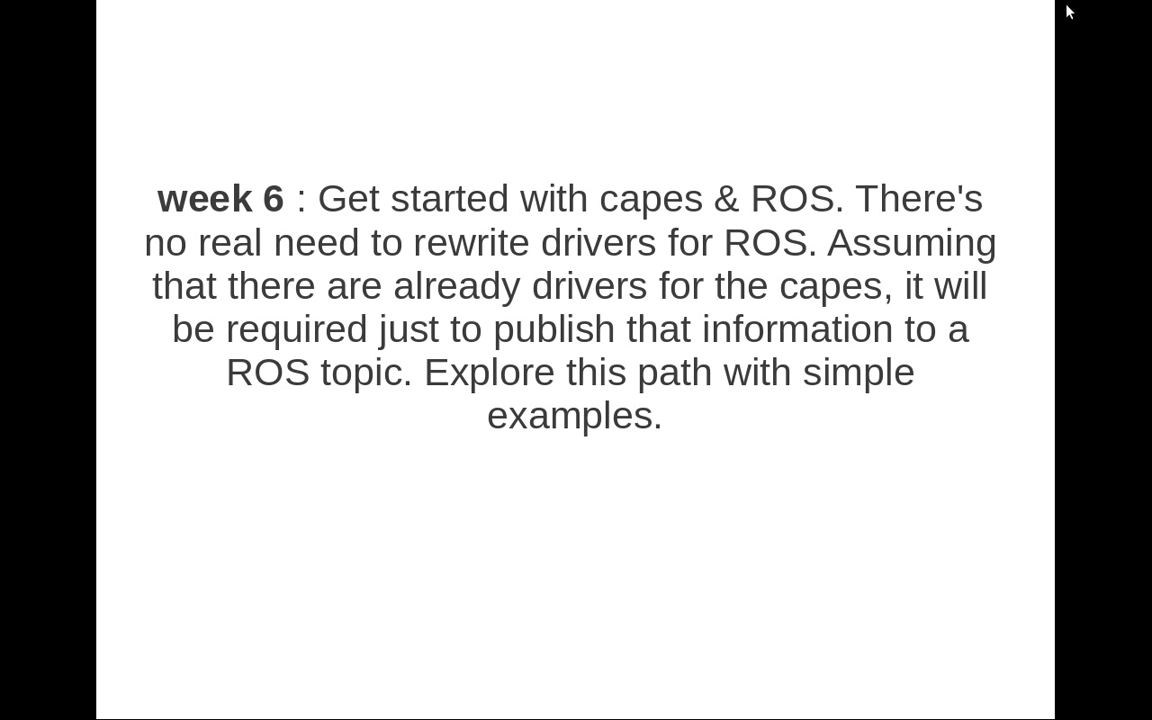 week 6 : Get started with capes & ROS. There's
no real need to rewrite drivers for ROS. Assuming
that there are already drivers for the capes, it will
be required just to publish that information to a
ROS topic. Explore this path with simple
examples.